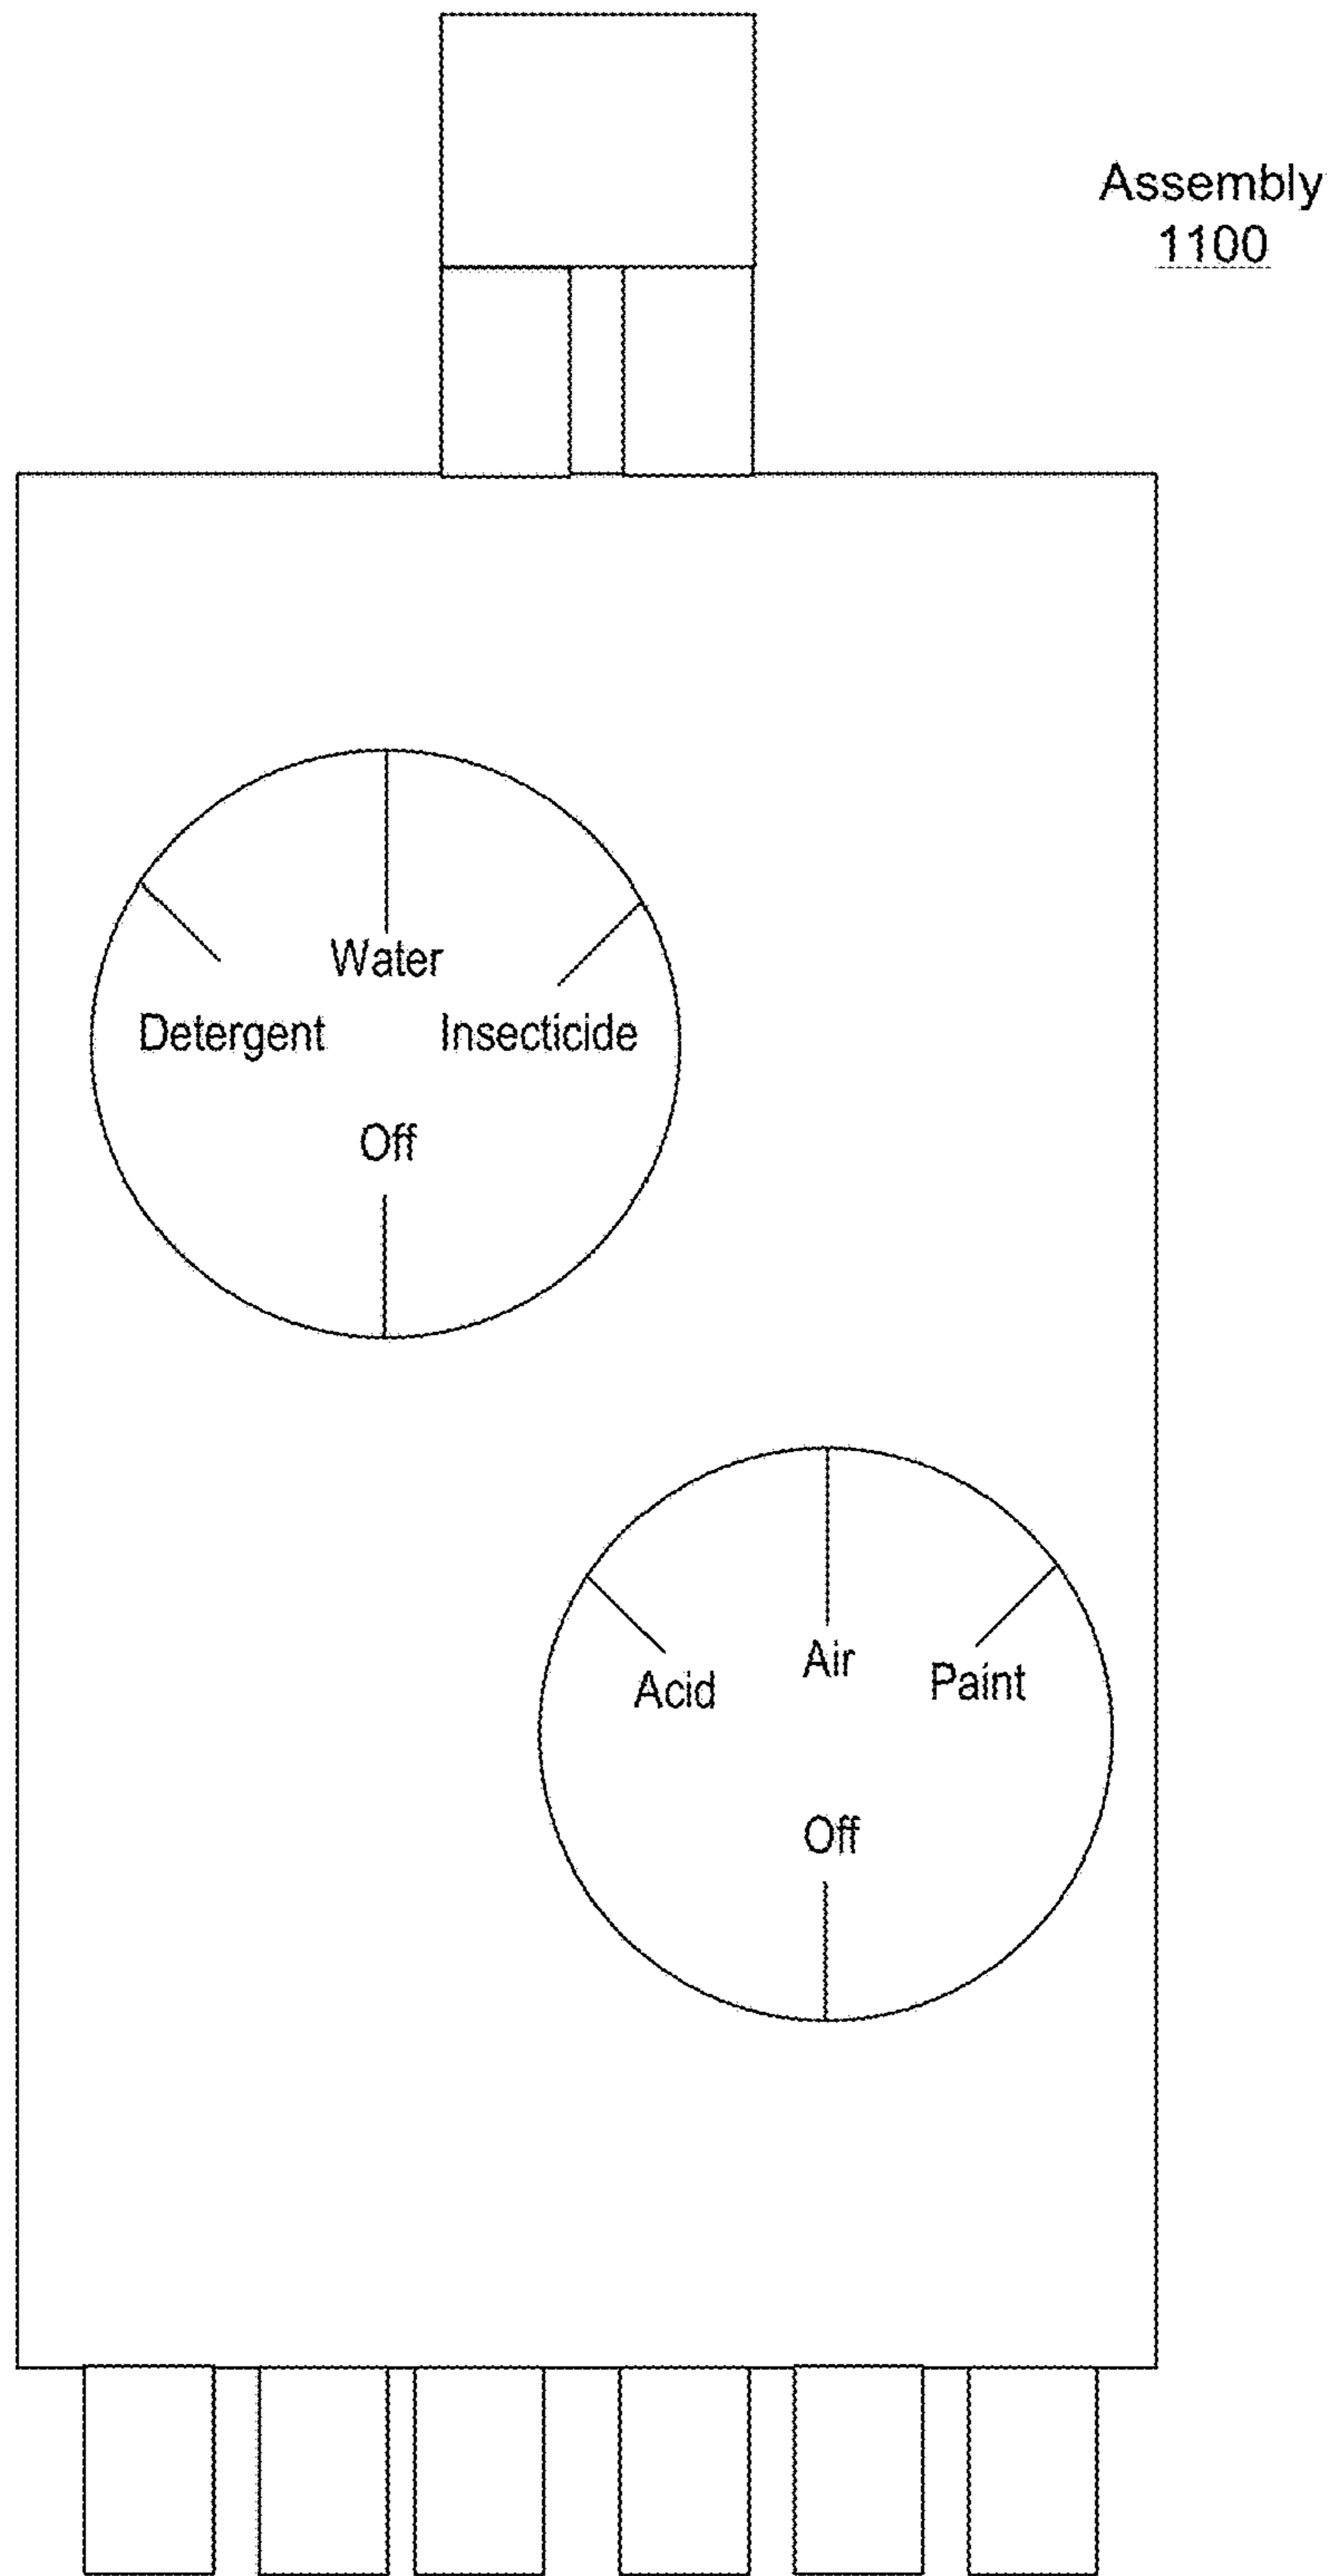 Assembly
1100
Water
Detergent Insecticide
Off
Air
Acid Paint
Off